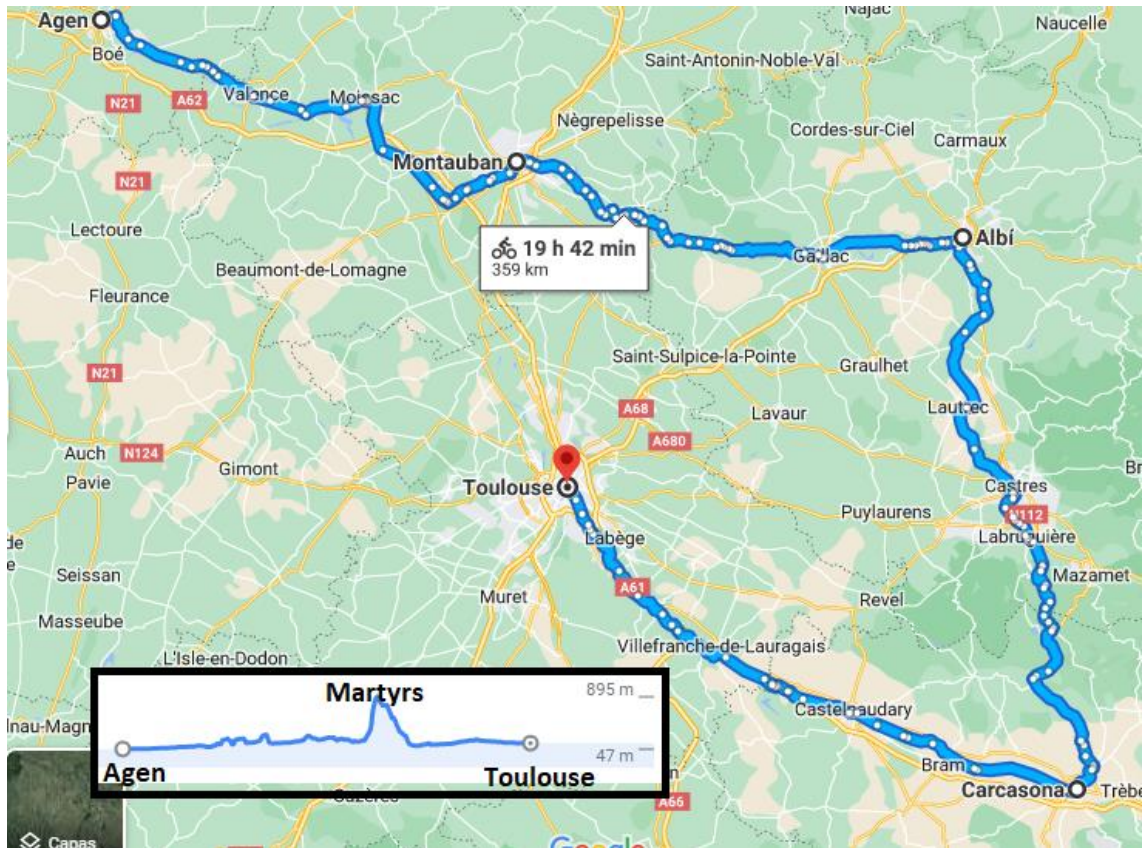 Agen
Najac
Naucelle
Boé
Saint-Antonin-Noble-Val
N21
A62
Valence
Moissac
Nègrepelisse
Cordes-sur-Ciel
Carmaux
Montauban
N21
Lectoure
19 h 42 min
359 km
Albí
Gaillac
Beaumont-de-Lomagne
Fleurance
Saint-Sulpice-la-Pointe
Graulhet
N21
A68
Lavaur
Lautrec
A680
Auch
N124
Gimont
Pavie
Toulouse
Castres
Puylaurens
N112
Labruguière
Labège
Seissan
A61
Mazamet
Muret
Revel
Masseube
Villefranche-de-Lauragais
L'Isle-en-Dodon
Martyrs
895 m
Castelnaudary
47 m
Agen
Toulouse
Bram
Carcasona
Trèbe
A66
Capas
Google